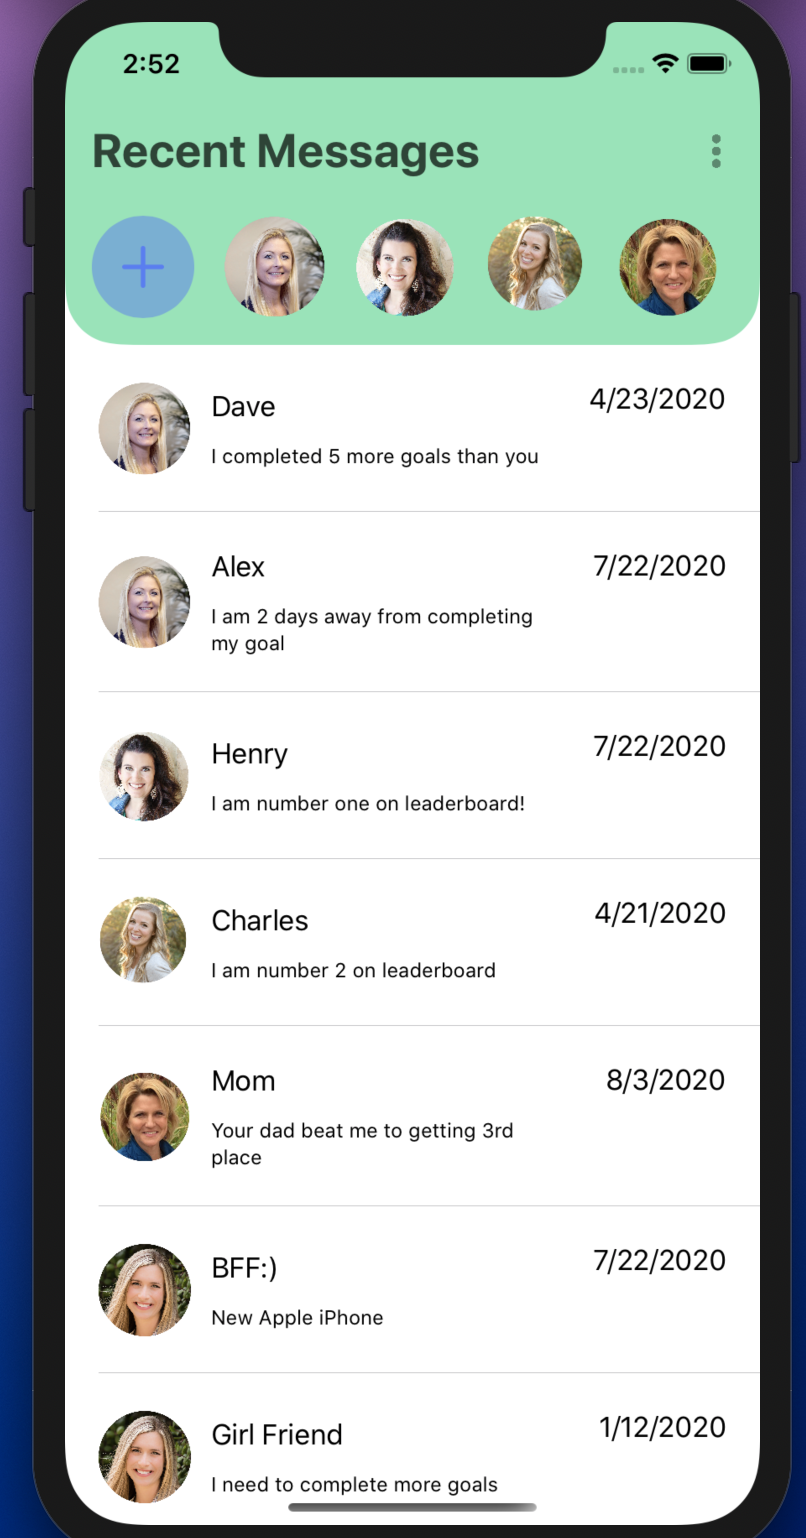 2:52
Recent Messages
Dave
4/23/2020
I completed 5 more goals than you
Alex
7/22/2020
I am 2 days away from completing
my goal
Henry
7/22/2020
I am number one on leaderboard!
Charles
4/21/2020
I am number 2 on leaderboard
Mom
8/3/2020
Your dad beat me to getting 3rd
place
BFF:)
7/22/2020
New Apple iPhone
Girl Friend
1/12/2020
I need to complete more goals